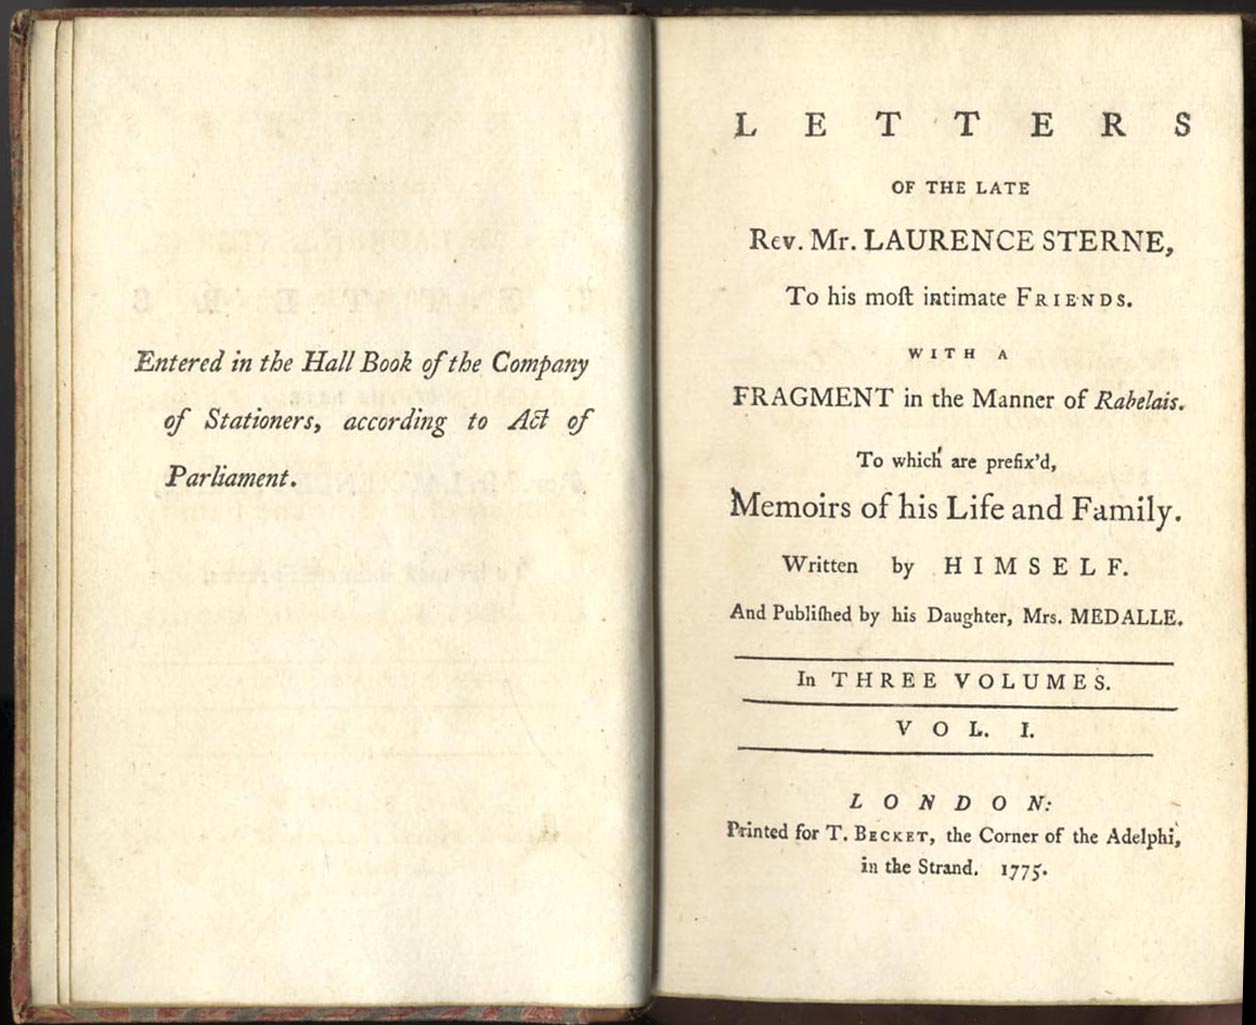 Entered in the Hall Book of the Company
of Stationers, according to Act of
Parliament.
LETTERS
OF THE LATE
Rev. Mr. LAURENCE STERNE,
To his moſt intimate FRIENDS.
WITH A
FRAGMENT in the Manner of Rabelais.
To which are prefix'd,
Memoirs of his Life and Family.
Written by HIMSELF.
And Publiſhed by his Daughter, Mrs. MEDALLE.
In THREE VOLUMES.
VOL. I.
LONDON:
Printed for T. BECKET, the Corner of the Adelphi,
in the Strand. 1775.